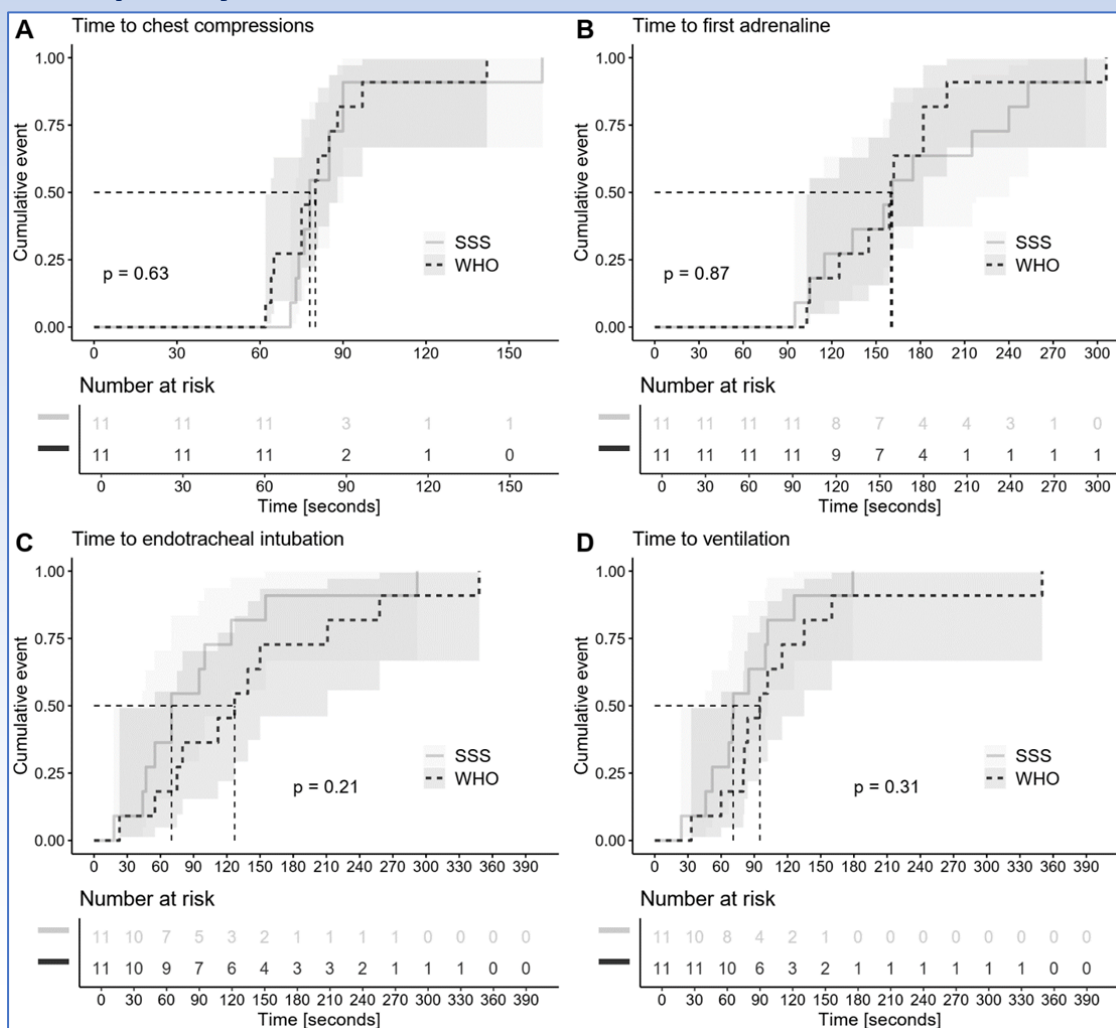 A Time to chest compressions
1.00
0.75
0.50
0.25
0.00
Cumulative event
p = 0.63
SSS
WHO
0 30 60 90 120 150
Number at risk
11 11 11 3 1 1
11 11 11 2 1 0
0 30 60 90 120 150
Time [seconds]
B Time to first adrenaline
1.00
0.75
0.50
0.25
0.00
Cumulative event
p = 0.87
SSS
WHO
0 30 60 90 120 150 180 210 240 270 300
Number at risk
11 11 11 11 8 7 4 4 3 1 0
11 11 11 11 9 7 4 1 1 1 1
0 30 60 90 120 150 180 210 240 270 300
Time [seconds]
C Time to endotracheal intubation
1.00
0.75
0.50
0.25
0.00
Cumulative event
p = 0.21
SSS
WHO
0 30 60 90 120 150 180 210 240 270 300 330 360 390
Number at risk
11 10 7 5 3 2 1 1 1 1 0 0 0 0
11 10 9 7 6 4 3 3 2 1 1 1 0 0
0 30 60 90 120 150 180 210 240 270 300 330 360 390
Time [seconds]
D Time to ventilation
1.00
0.75
0.50
0.25
0.00
Cumulative event
p = 0.31
SSS
WHO
0 30 60 90 120 150 180 210 240 270 300 330 360 390
Number at risk
11 10 8 4 2 1 0 0 0 0 0 0 0 0
11 11 10 6 3 2 1 1 1 1 1 1 0 0
0 30 60 90 120 150 180 210 240 270 300 330 360 390
Time [seconds]